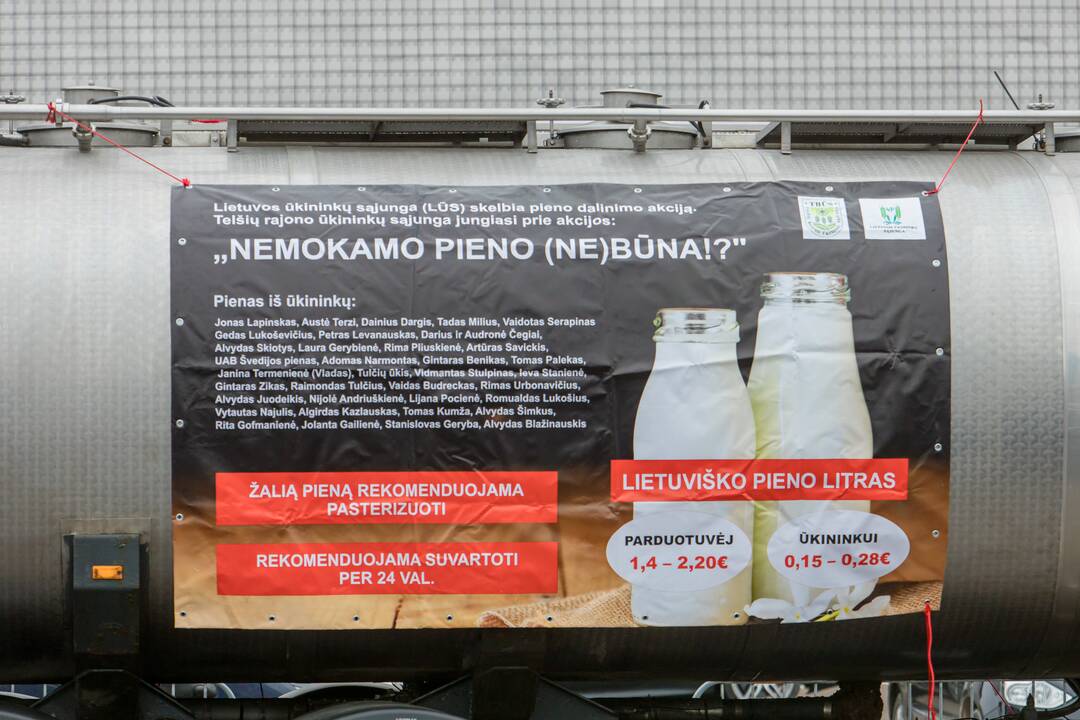 Lietuvos ūkininkų sąjunga (LŪS) skelbia pieno dalinimo akciją.
Telšių rajono ūkininkų sąjunga jungiasi prie akcijos:
„NEMOKAMO PIENO (NE)BŪNA!?"
Pienas iš ūkininkų:
Jonas Lapinskas, Austė Terzi, Dainius Dargis, Tadas Milius, Vaidotas Serapinas
Gedas Lukoševičius, Petras Levanauskas, Darius ir Audronė Čegiai,
Alvydas Skiotys, Laura Gerybienė, Rima Pliuskienė, Artūras Savickis,
UAB Švedijos pienas, Adomas Narmontas, Gintaras Benikas, Tomas Palekas,
Janina Termenienė (Vladas), Tulčių ūkis, Vidmantas Stulpinas, Ieva Stanienė,
Gintaras Zikas, Raimondas Tulčius, Vaidas Budreckas, Rimas Urbonavičius,
Alvydas Juodeikis, Nijolė Andriuškienė, Lijana Pocienė, Romualdas Lukošius,
Vytautas Najulis, Algirdas Kazlauskas, Tomas Kumža, Alvydas Šimkus,
Rita Gofmanienė, Jolanta Gailienė, Stanislovas Geryba, Alvydas Blažinauskis
ŽALIĄ PIENĄ REKOMENDUOJAMA
PASTERIZUOTI
REKOMENDUOJAMA SUVARTOTI
PER 24 VAL.
LIETUVIŠKO PIENO LITRAS
PARDUOTUVĖJ
1,4 – 2,20€
ŪKININKUI
0,15 – 0,28€